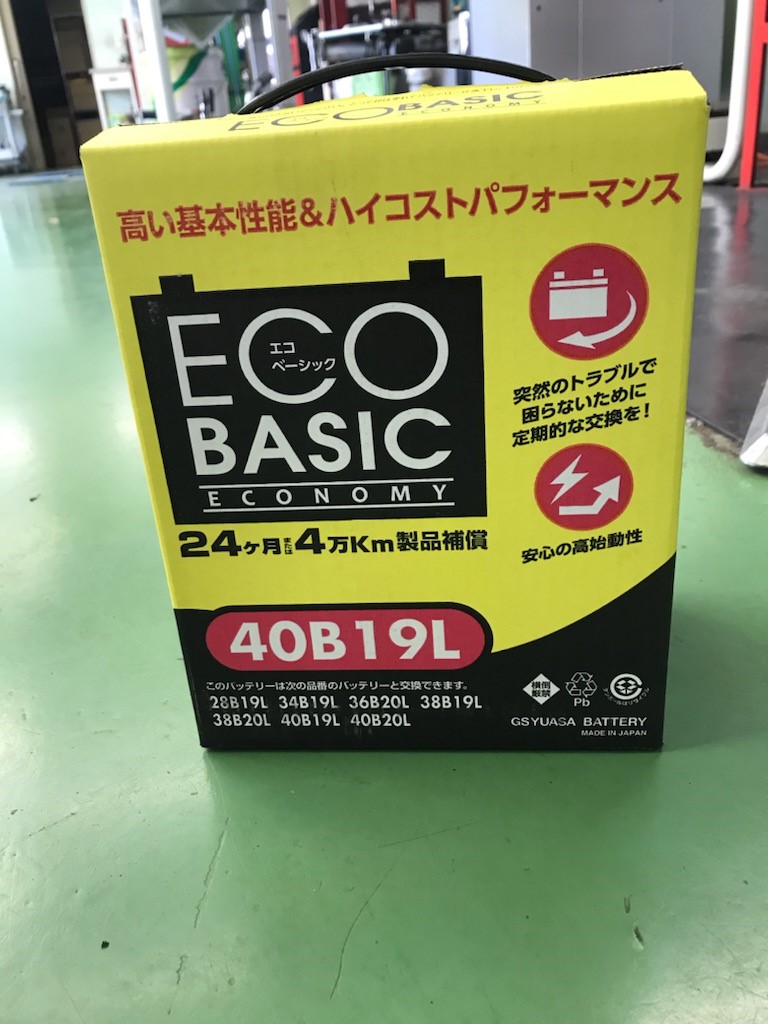 ECO BASIC
ECONOMY
高い基本性能&ハイコストパフォーマンス
ECO
エコ
ベーシック
BASIC
ECONOMY
24ヶ月または4万Km製品補償
突然のトラブルで
困らないために
定期的な交換を!
安心の高始動性
40B19L
このバッテリーは次の品番のバッテリーと交換できます。
28B19L 34B19L 36B20L 38B19L
38B20L 40B19L 40B20L
横倒
厳禁
Pb
GSYUASA BATTERY
MADE IN JAPAN